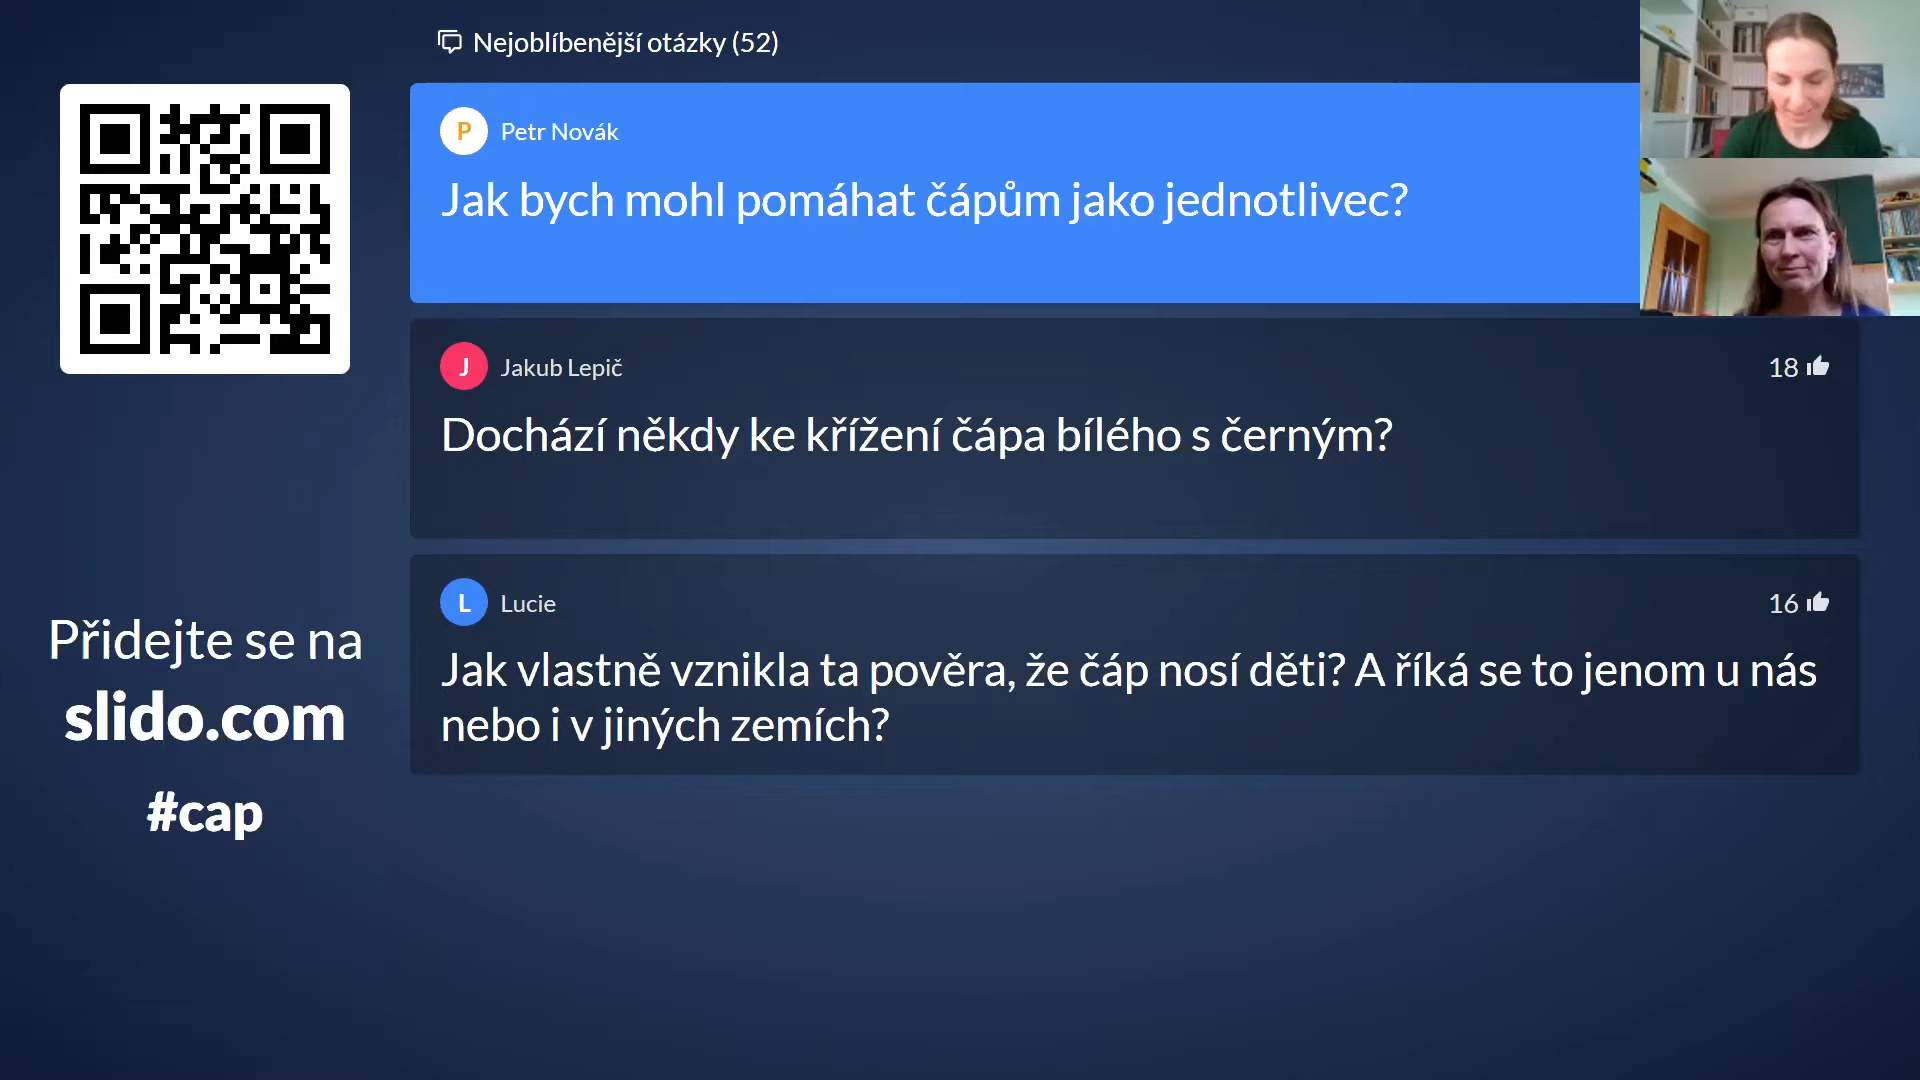 Nejoblíbenější otázky (52)
P Petr Novák
Jak bych mohl pomáhat čápům jako jednotlivec?
J Jakub Lepič 18
Dochází někdy ke křížení čápa bílého s černým?
L Lucie 16
Jak vlastně vznikla ta pověra, že čáp nosí děti? A říká se to jenom u nás
nebo i v jiných zemích?
Přidejte se na
slido.com
#cap